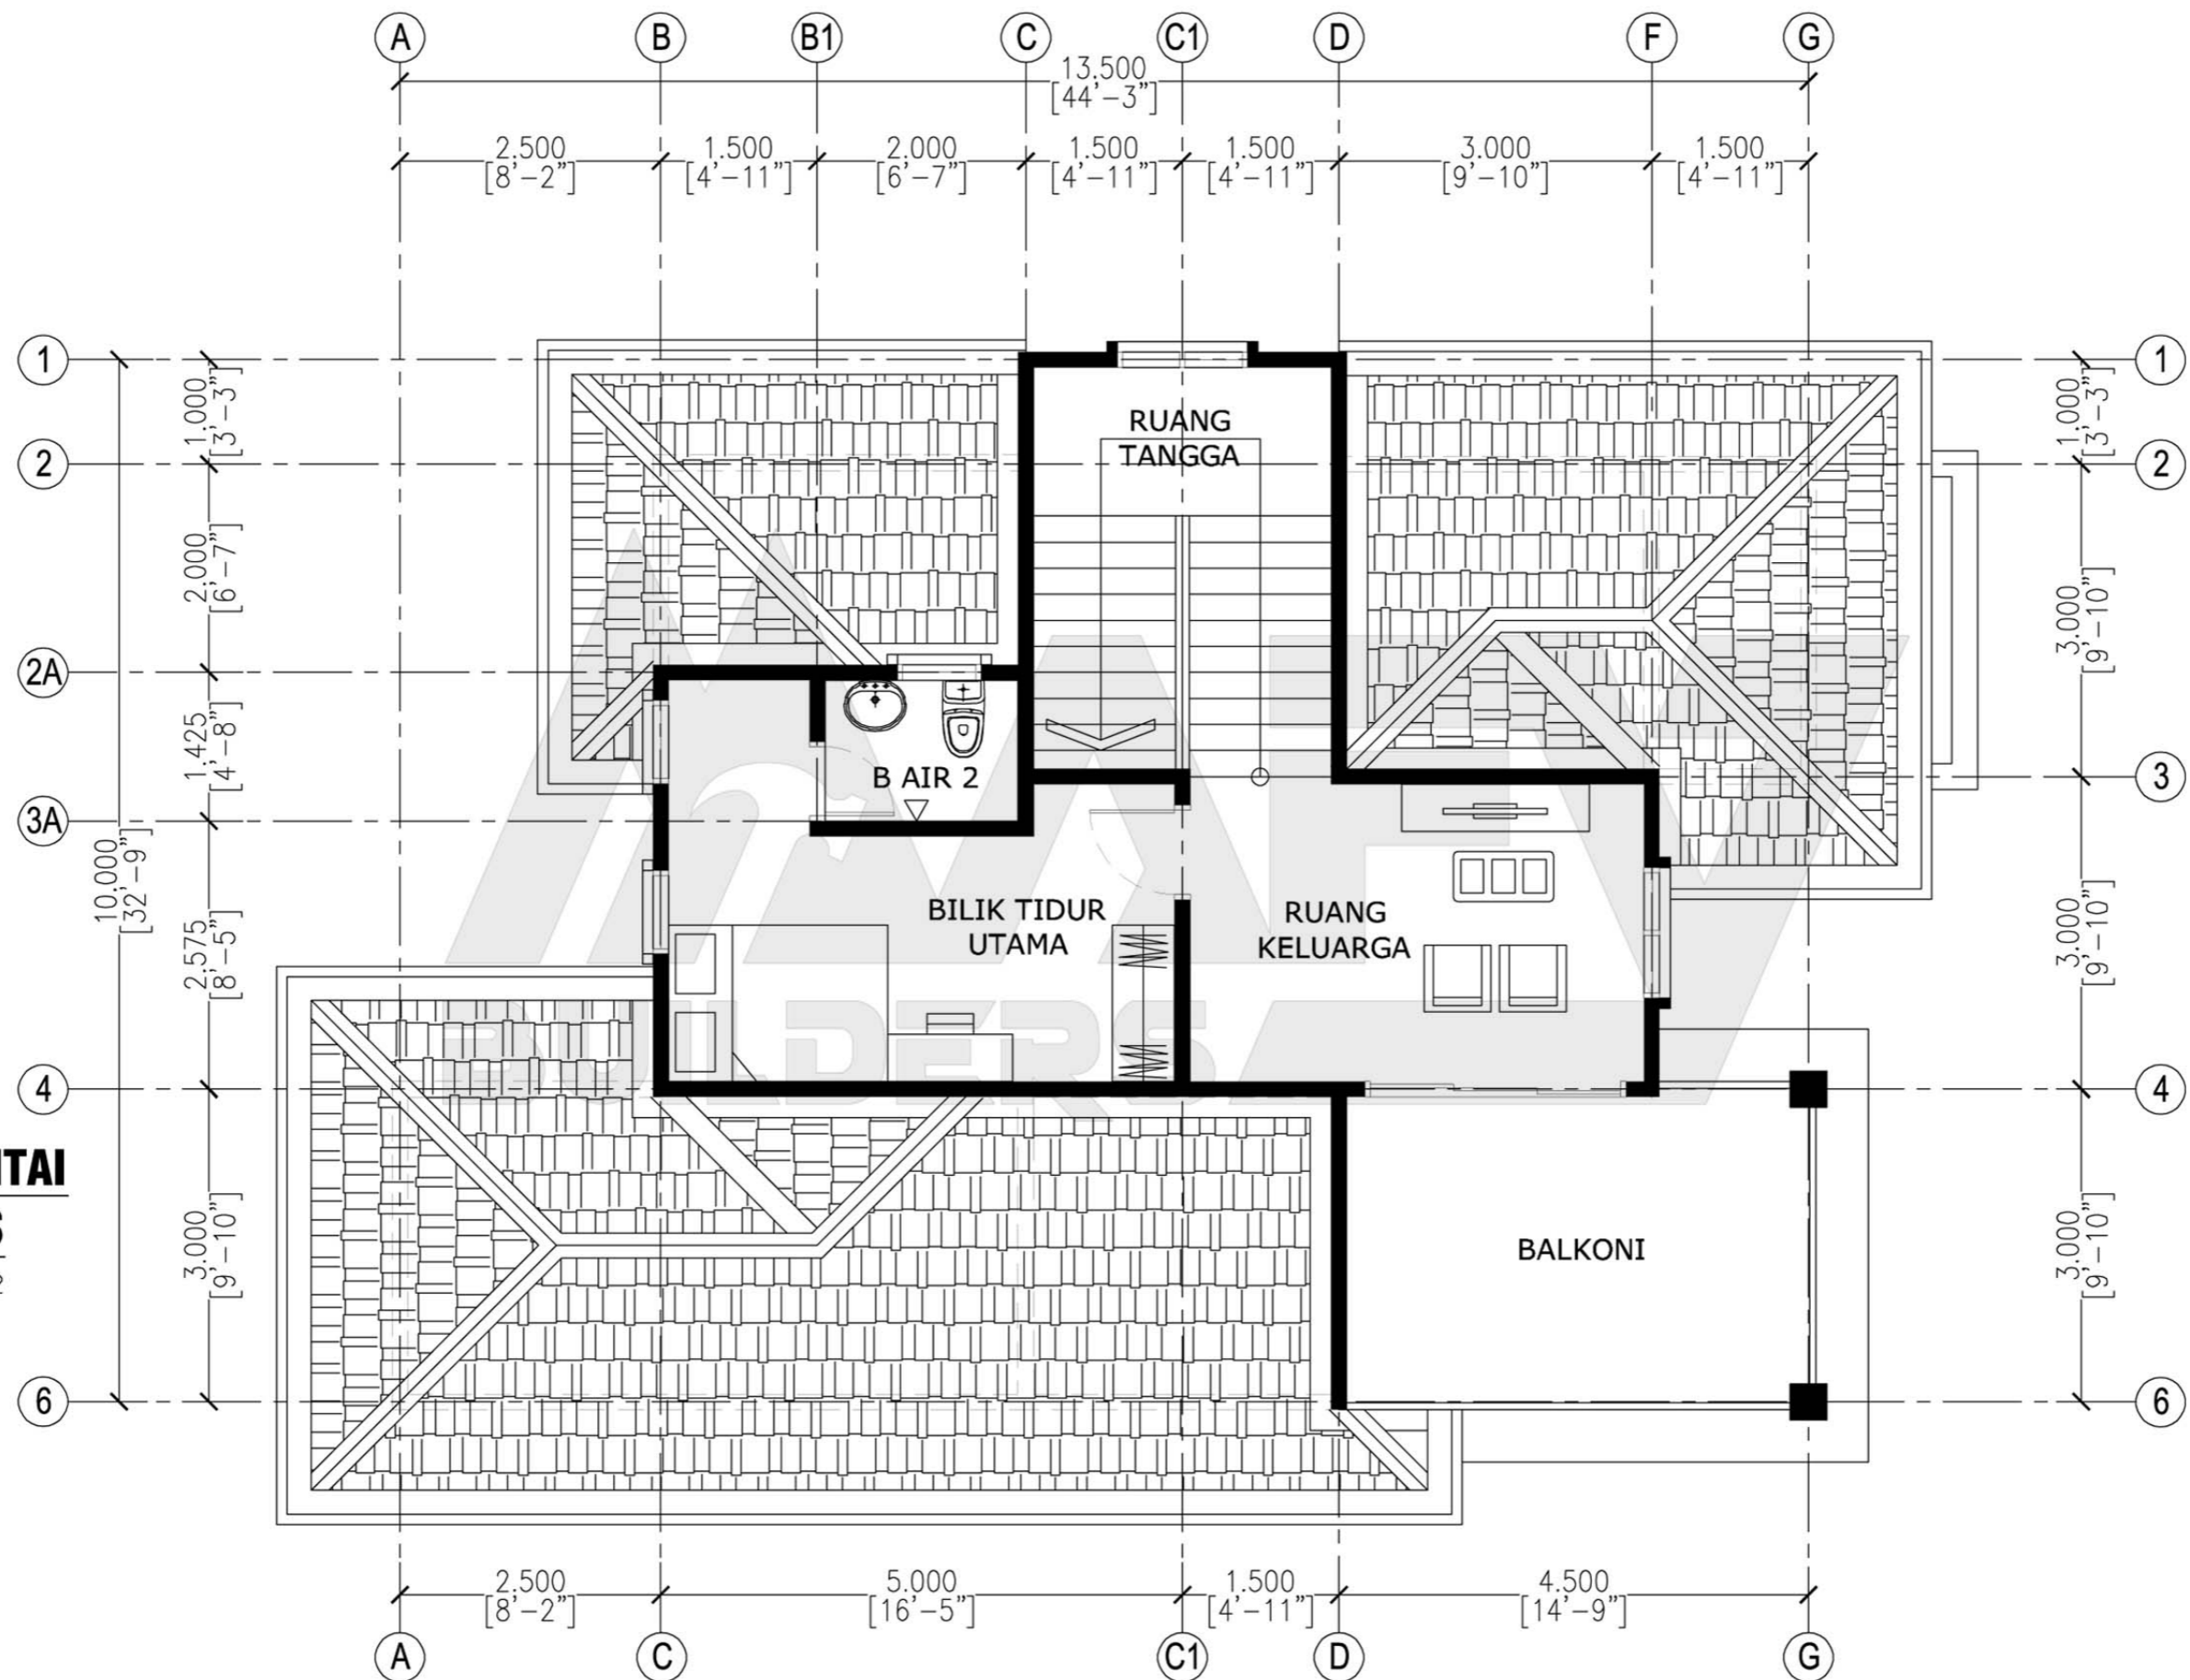 A B B1 C C1 D F G
13.500
[44'-3"]
2.500 1.500 2.000 1.500 1.500 3.000 1.500
[8'-2"] [4'-11"] [6'-7"] [4'-11"] [4'-11"] [9'-10"] [4'-11"]
1
2
2A
3A
4
6
10.000
[32'-9"]
1.000
[3'-3"]
2.000
[6'-7"]
1.425
[4'-8"]
2.575
[8'-5"]
3.000
[9'-10"]
RUANG
TANGGA
B AIR 2
BILIK TIDUR
UTAMA
RUANG
KELUARGA
BALKONI
BUILDERS
1
2
3
4
6
1.000
[3'-3"]
3.000
[9'-10"]
3.000
[9'-10"]
3.000
[9'-10"]
2.500 5.000 1.500 4.500
[8'-2"] [16'-5"] [4'-11"] [14'-9"]
A C C1 D G